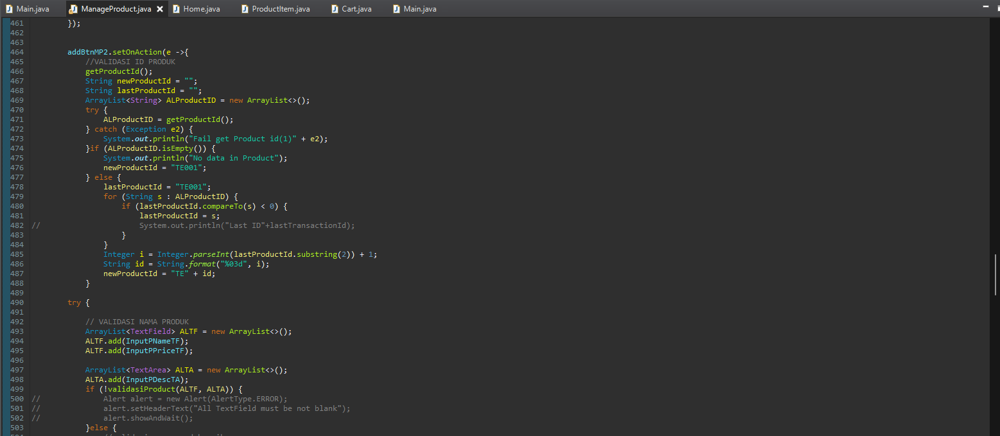 Main.java ManageProduct.java Home.java ProductItem.java Cart.java Main.java
461 });
462
463
464 addBtnMP2.setOnAction(e ->{
465 //VALIDASI ID PRODUK
466 getProductId();
467 String newProductId = "";
468 String lastProductId = "";
469 ArrayList<String> ALProductID = new ArrayList<>();
470 try {
471 ALProductID = getProductId();
472 } catch (Exception e2) {
473 System.out.println("Fail get Product id(1)" + e2);
474 }if (ALProductID.isEmpty()) {
475 System.out.println("No data in Product");
476 newProductId = "TE001";
477 } else {
478 lastProductId = "TE001";
479 for (String s : ALProductID) {
480 if (lastProductId.compareTo(s) < 0) {
481 lastProductId = s;
482 // System.out.println("Last ID"+lastTransactionId);
483 }
484 }
485 Integer i = Integer.parseInt(lastProductId.substring(2)) + 1;
486 String id = String.format("%03d", i);
487 newProductId = "TE" + id;
488 }
489
490 try {
491
492 // VALIDASI NAMA PRODUK
493 ArrayList<TextField> ALTF = new ArrayList<>();
494 ALTF.add(InputPNameTF);
495 ALTF.add(InputPPriceTF);
496
497 ArrayList<TextArea> ALTA = new ArrayList<>();
498 ALTA.add(InputPDescTA);
499 if (!validasiProduct(ALTF, ALTA)) {
500 // Alert alert = new Alert(AlertType.ERROR);
501 // alert.setHeaderText("All TextField must be not blank");
502 // alert.showAndWait();
503 }else {